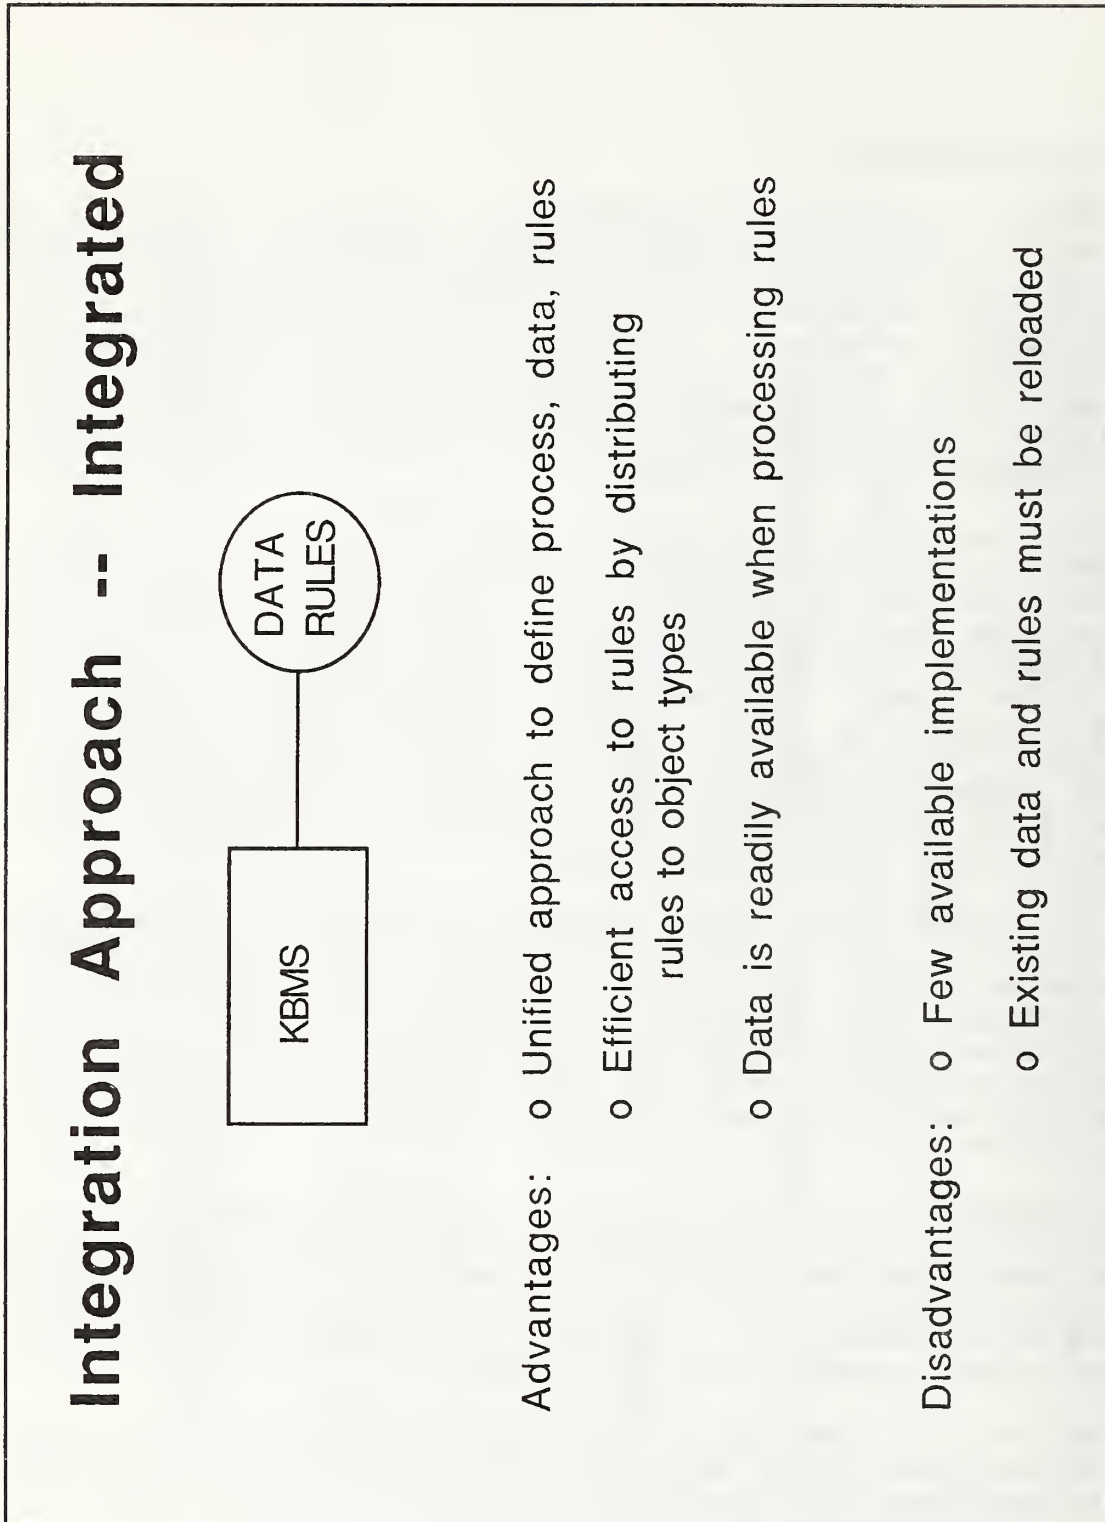 Integration Approach -- Integrated
KBMS
DATA
RULES
Advantages: o Unified approach to define process, data, rules
o Efficient access to rules by distributing
rules to object types
o Data is readily available when processing rules
Disadvantages: o Few available implementations
o Existing data and rules must be reloaded